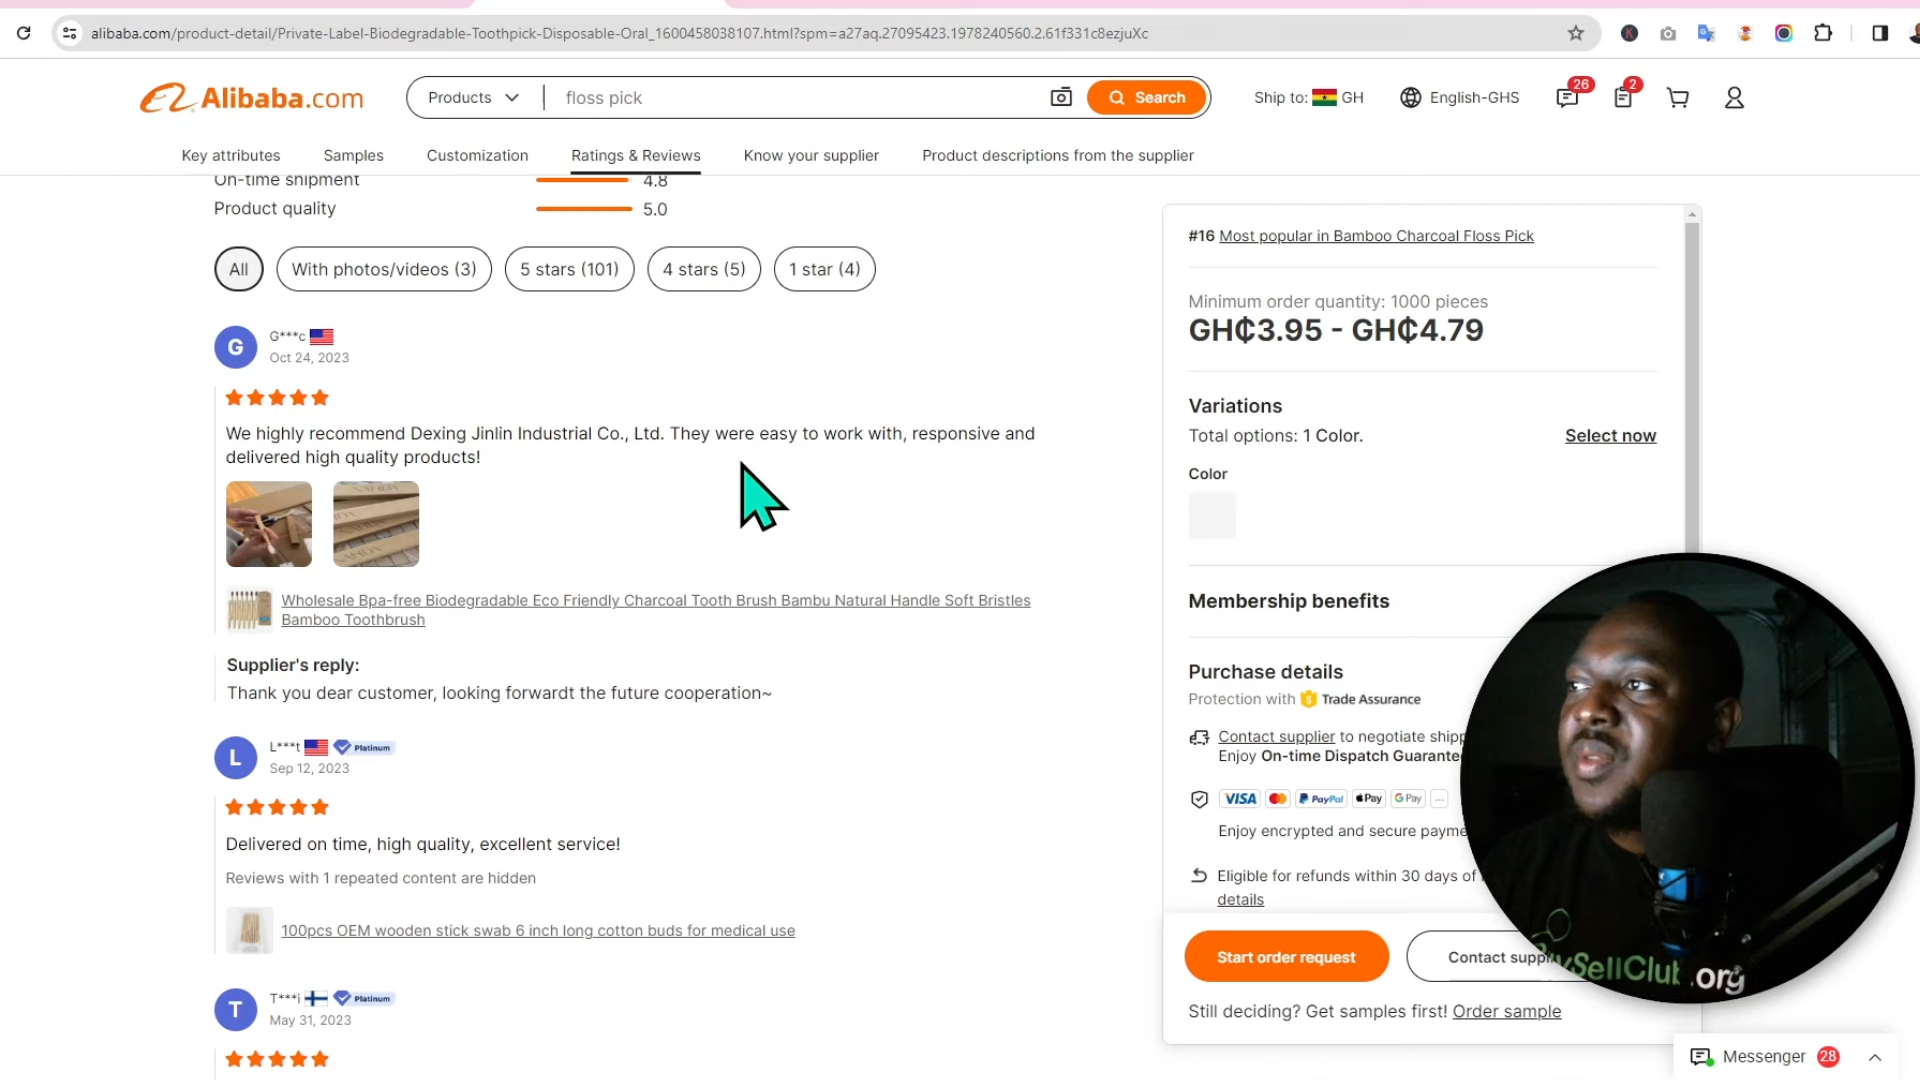 alibaba.com/product-detail/Private-Label-Biodegradable-Toothpick-Disposable-Oral_1600458038107.html?spm=a27aq.27095423.1978240560.2.61f331c8ezjuXc
Alibaba.com
Products
floss pick
Search
Ship to: GH
English-GHS
26
2
Key attributes
Samples
Customization
Ratings & Reviews
Know your supplier
Product descriptions from the supplier
On-time shipment 4.8
Product quality 5.0
All
With photos/videos (3)
5 stars (101)
4 stars (5)
1 star (4)
G
G***c
Oct 24, 2023
We highly recommend Dexing Jinlin Industrial Co., Ltd. They were easy to work with, responsive and
delivered high quality products!
Wholesale Bpa-free Biodegradable Eco Friendly Charcoal Tooth Brush Bambu Natural Handle Soft Bristles
Bamboo Toothbrush
Supplier's reply:
Thank you dear customer, looking forwardt the future cooperation~
L
L***t Platinum
Sep 12, 2023
Delivered on time, high quality, excellent service!
Reviews with 1 repeated content are hidden
100pcs OEM wooden stick swab 6 inch long cotton buds for medical use
T
T***i Platinum
May 31, 2023
#16 Most popular in Bamboo Charcoal Floss Pick
Minimum order quantity: 1000 pieces
GH₵3.95 - GH₵4.79
Variations
Total options: 1 Color.
Select now
Color
Membership benefits
Purchase details
Protection with Trade Assurance
Contact supplier to negotiate shipp
Enjoy On-time Dispatch Guarante
VISA PayPal Pay G Pay ...
Enjoy encrypted and secure payme
Eligible for refunds within 30 days of
details
Start order request
Contact suppl
Still deciding? Get samples first! Order sample
ySellClub.org
Messenger 28